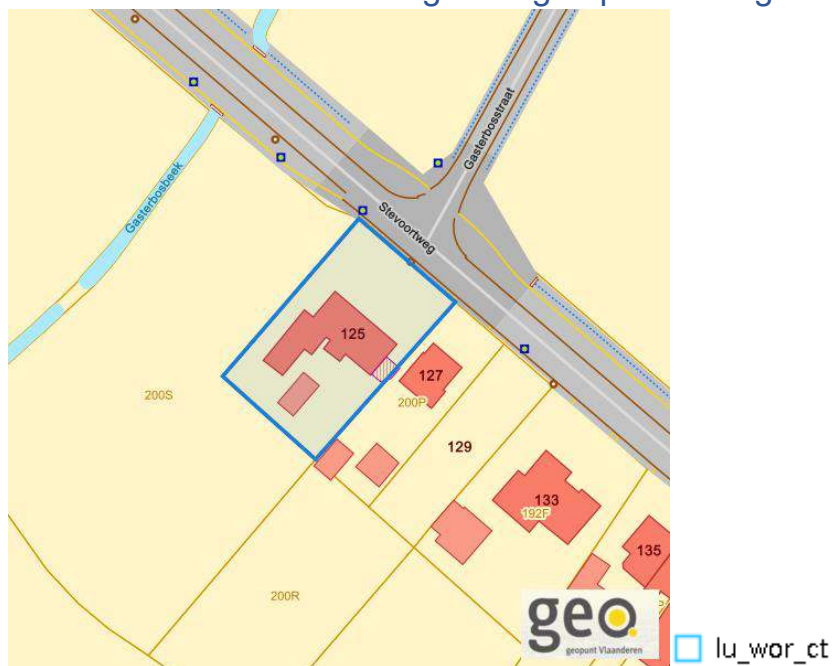 Gasterbosstraat
Stevoortweg
Gasterbosbeek
125
127
200S
200P
129
133
192F
135
200R
geo.
geopunt Vlaanderen
lu_wor_ct